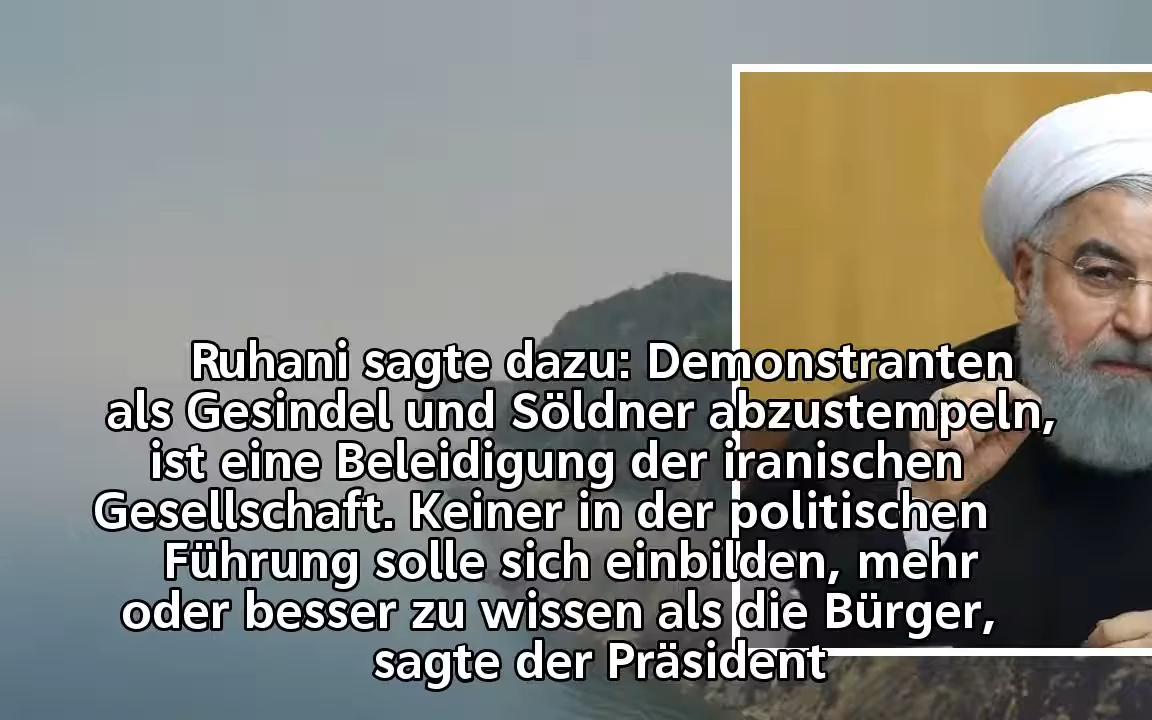 Ruhani sagte dazu: Demonstranten
als Gesindel und Söldner abzustempeln,
ist eine Beleidigung der iranischen
Gesellschaft. Keiner in der politischen
Führung solle sich einbilden, mehr
oder besser zu wissen als die Bürger,
sagte der Präsident